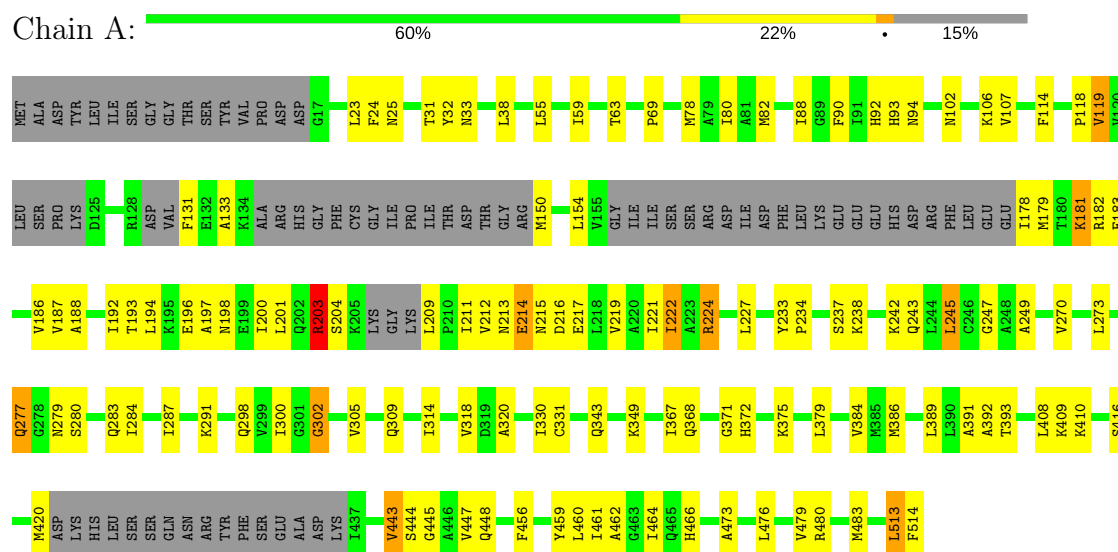 Chain A:
60% 22% • 15%
MET ALA ASP TYR LEU ILE SER GLY GLY THR SER TYR VAL PRO ASP ASP G17 L23 F24 N25 T31 Y32 N33 L38 L55 I59 T63 P69 M78 A79 I80 A81 M82 I88 G89 F90 I91 H92 H93 N94 N102 K106 V107 F114 P118 V119
LEU SER PRO LYS D125 R128 ASP VAL F131 E132 A133 K134 ALA ARG HIS GLY PHE CYS GLY ILE PRO ILE THR ASP THR GLY ARG M150 L154 V155 GLY ILE ILE SER SER ARG ASP ILE ASP PHE LEU LYS GLU GLU GLU HIS ASP ARG PHE LEU GLU GLU I178 M179 T180 K181 R182
V186 V187 A188 I192 T193 L194 K195 E196 A197 N198 E199 I200 L201 Q202 R203 S204 K205 LYS GLY LYS L209 P210 I211 V212 N213 E214 N215 D216 E217 L218 V219 A220 I221 I222 A223 R224 L227 Y233 P234 S237 K238 K242 Q243 L244 L245 C246 G247 A248 A249 V270 L273
Q277 G278 N279 S280 Q283 I284 I287 K291 Q298 V299 I300 G301 G302 V305 Q309 I314 V318 D319 A320 I330 C331 Q343 K349 I367 Q368 G371 H372 K375 L379 V384 M385 M386 L389 L390 A391 A392 T393 L408 K409 K410
M420 ASP LYS HIS LEU SER SER GLN ASN ARG TYR PHE SER GLU ALA ASP LYS I437 V443 S444 G445 A446 V447 Q448 F456 Y459 L460 I461 A462 G463 I464 Q465 H466 A473 L476 V479 R480 M483 L513 F514